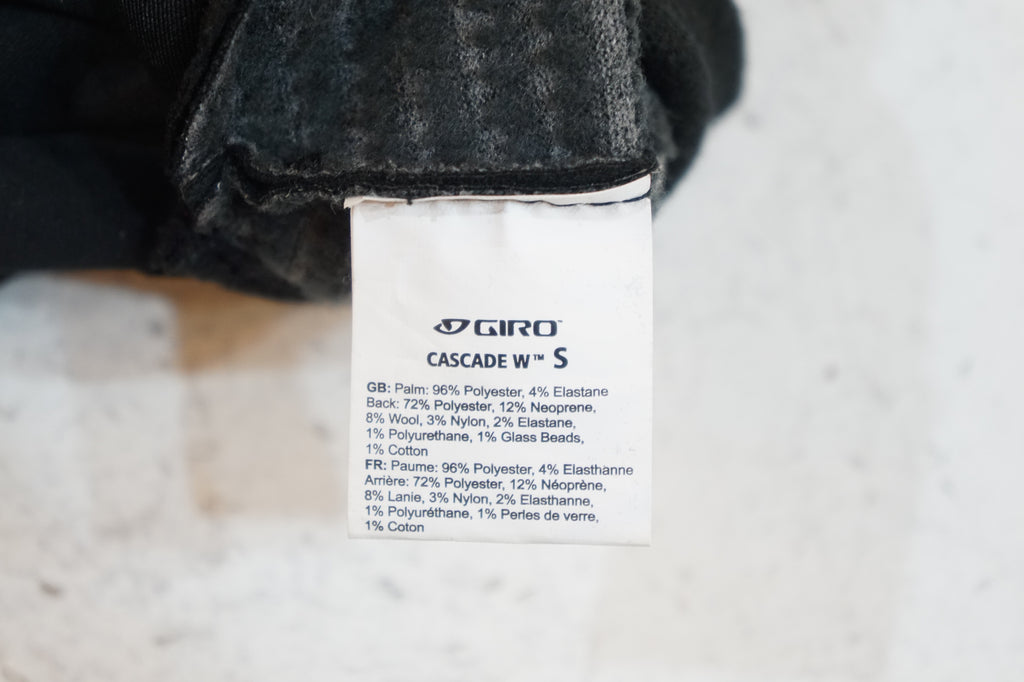 GIRO™
CASCADE W™ S
GB: Palm: 96% Polyester, 4% Elastane
Back: 72% Polyester, 12% Neoprene,
8% Wool, 3% Nylon, 2% Elastane,
1% Polyurethane, 1% Glass Beads,
1% Cotton
FR: Paume: 96% Polyester, 4% Elasthanne
Arrière: 72% Polyester, 12% Néoprène,
8% Lanie, 3% Nylon, 2% Elasthanne,
1% Polyuréthane, 1% Perles de verre,
1% Coton